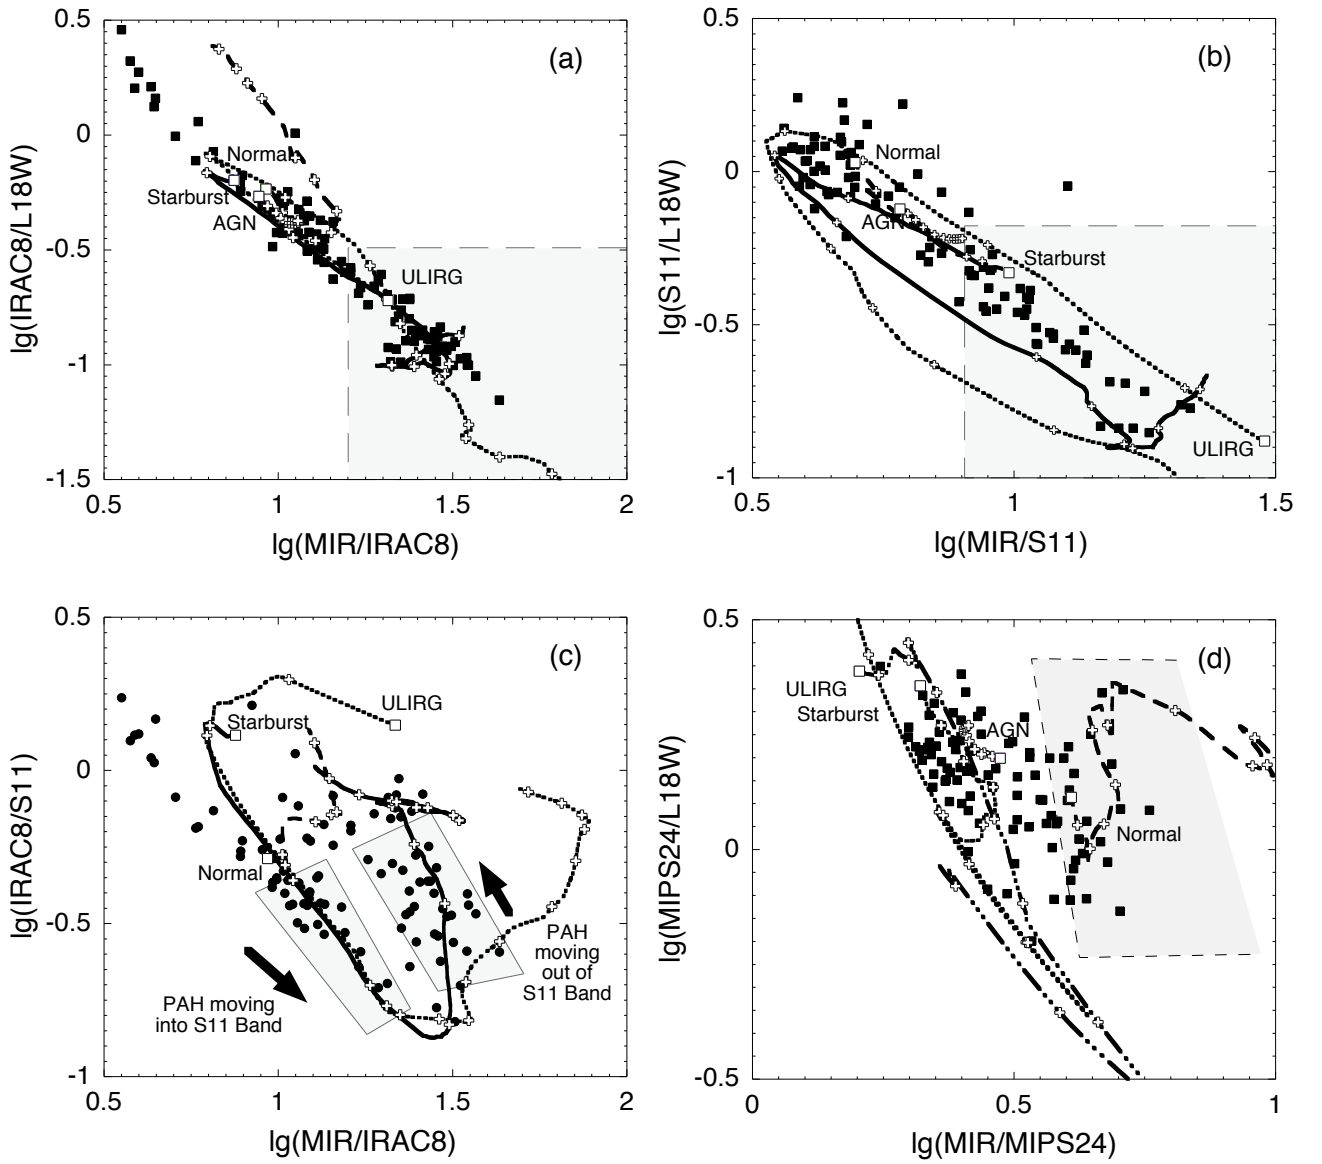 (a)
0.5
0
-0.5
-1
-1.5
lg(IRAC8/L18W)
Normal
Starburst
AGN
ULIRG
0.5
1
1.5
2
lg(MIR/IRAC8)
(b)
0.5
0
-0.5
-1
lg(S11/L18W)
Normal
AGN
Starburst
ULIRG
0.5
1
1.5
lg(MIR/S11)
(c)
0.5
0
-0.5
-1
lg(IRAC8/S11)
ULIRG
Starburst
Normal
PAH moving
into S11 Band
PAH
moving
out of
S11 Band
0.5
1
1.5
2
lg(MIR/IRAC8)
(d)
0.5
0
-0.5
lg(MIPS24/L18W)
ULIRG
Starburst
AGN
Normal
0
0.5
1
lg(MIR/MIPS24)